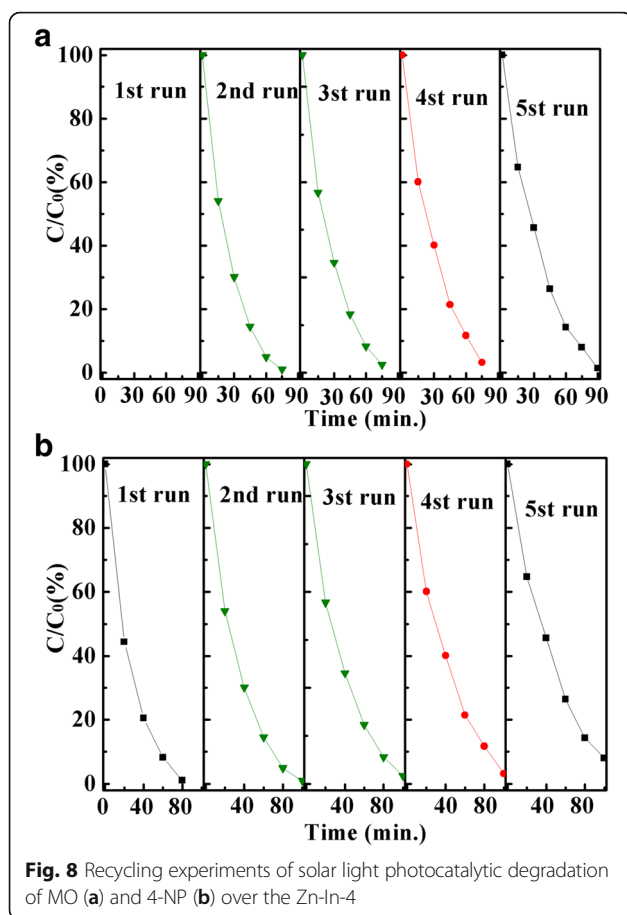 a
C/C₀(%)
100
80
60
40
20
0
1st run
2nd run
3st run
4st run
5st run
0 30 60 90 30 60 90 30 60 90 30 60 90 30 60 90
Time (min.)
b
C/C₀(%)
100
80
60
40
20
0
1st run
2nd run
3st run
4st run
5st run
0 40 80 40 80 40 80 40 80 40 80
Time (min.)
Fig. 8 Recycling experiments of solar light photocatalytic degradation
of MO (a) and 4-NP (b) over the Zn-In-4